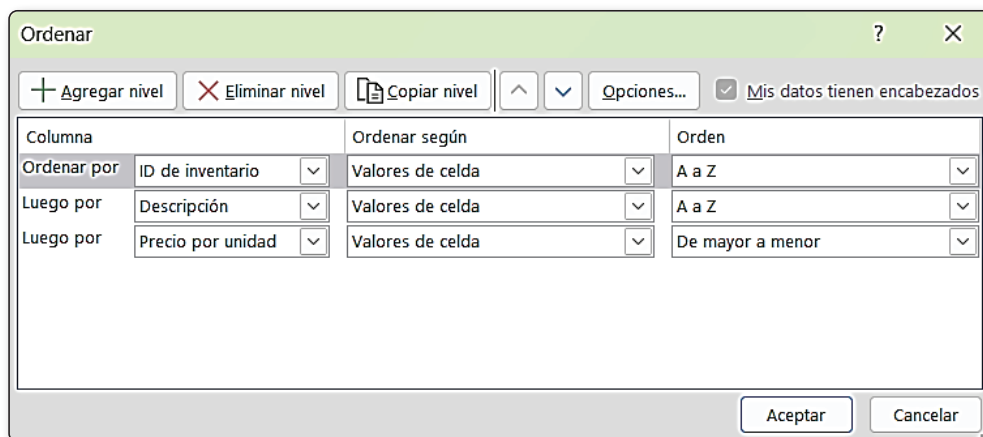 Ordenar ?
Agregar nivel Eliminar nivel Copiar nivel Opciones... Mis datos tienen encabezados
Columna Ordenar según Orden
Ordenar por ID de inventario Valores de celda A a Z
Luego por Descripción Valores de celda A a Z
Luego por Precio por unidad Valores de celda De mayor a menor
Aceptar Cancelar